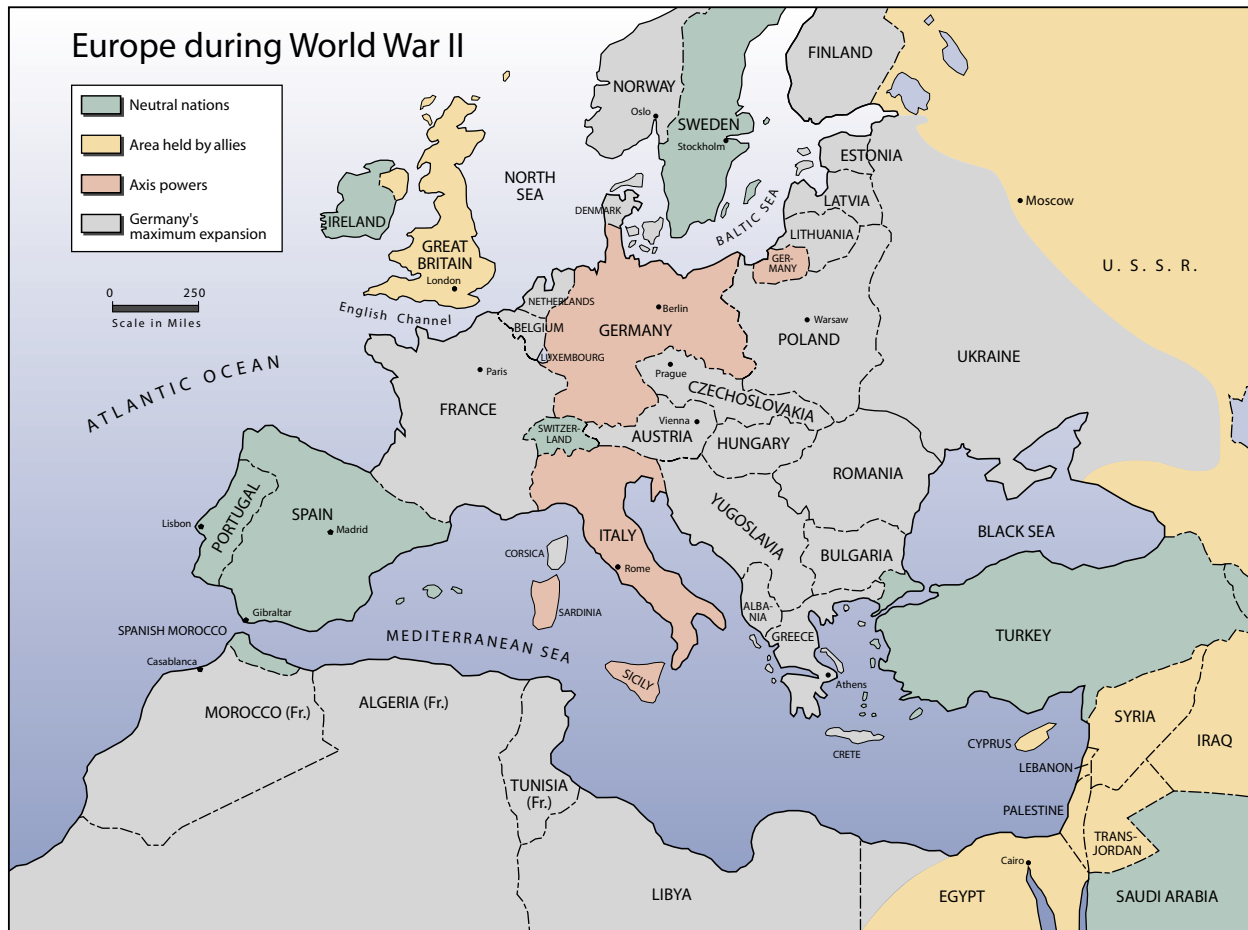 Europe during World War II
Neutral nations
Area held by allies
Axis powers
Germany's
maximum expansion
0 250
Scale in Miles
FINLAND
NORWAY
Oslo
SWEDEN
Stockholm
ESTONIA
NORTH
SEA
LATVIA
Moscow
DENMARK
BALTIC SEA
IRELAND
LITHUANIA
GREAT
BRITAIN
London
GER-
MANY
U. S. S. R.
English Channel
NETHERLANDS
Berlin
BELGIUM
GERMANY
Warsaw
POLAND
LUXEMBOURG
UKRAINE
ATLANTIC OCEAN
Paris
Prague
CZECHOSLOVAKIA
FRANCE
SWITZER-
LAND
Vienna
AUSTRIA
HUNGARY
ROMANIA
PORTUGAL
SPAIN
Lisbon
Madrid
YUGOSLAVIA
BLACK SEA
ITALY
CORSICA
BULGARIA
Rome
SARDINIA
Gibraltar
ALBA-
NIA
SPANISH MOROCCO
MEDITERRANEAN SEA
GREECE
TURKEY
Casablanca
SICILY
Athens
MOROCCO (Fr.)
ALGERIA (Fr.)
SYRIA
CYPRUS
IRAQ
CRETE
LEBANON
TUNISIA
(Fr.)
PALESTINE
TRANS-
JORDAN
Cairo
LIBYA
EGYPT
SAUDI ARABIA